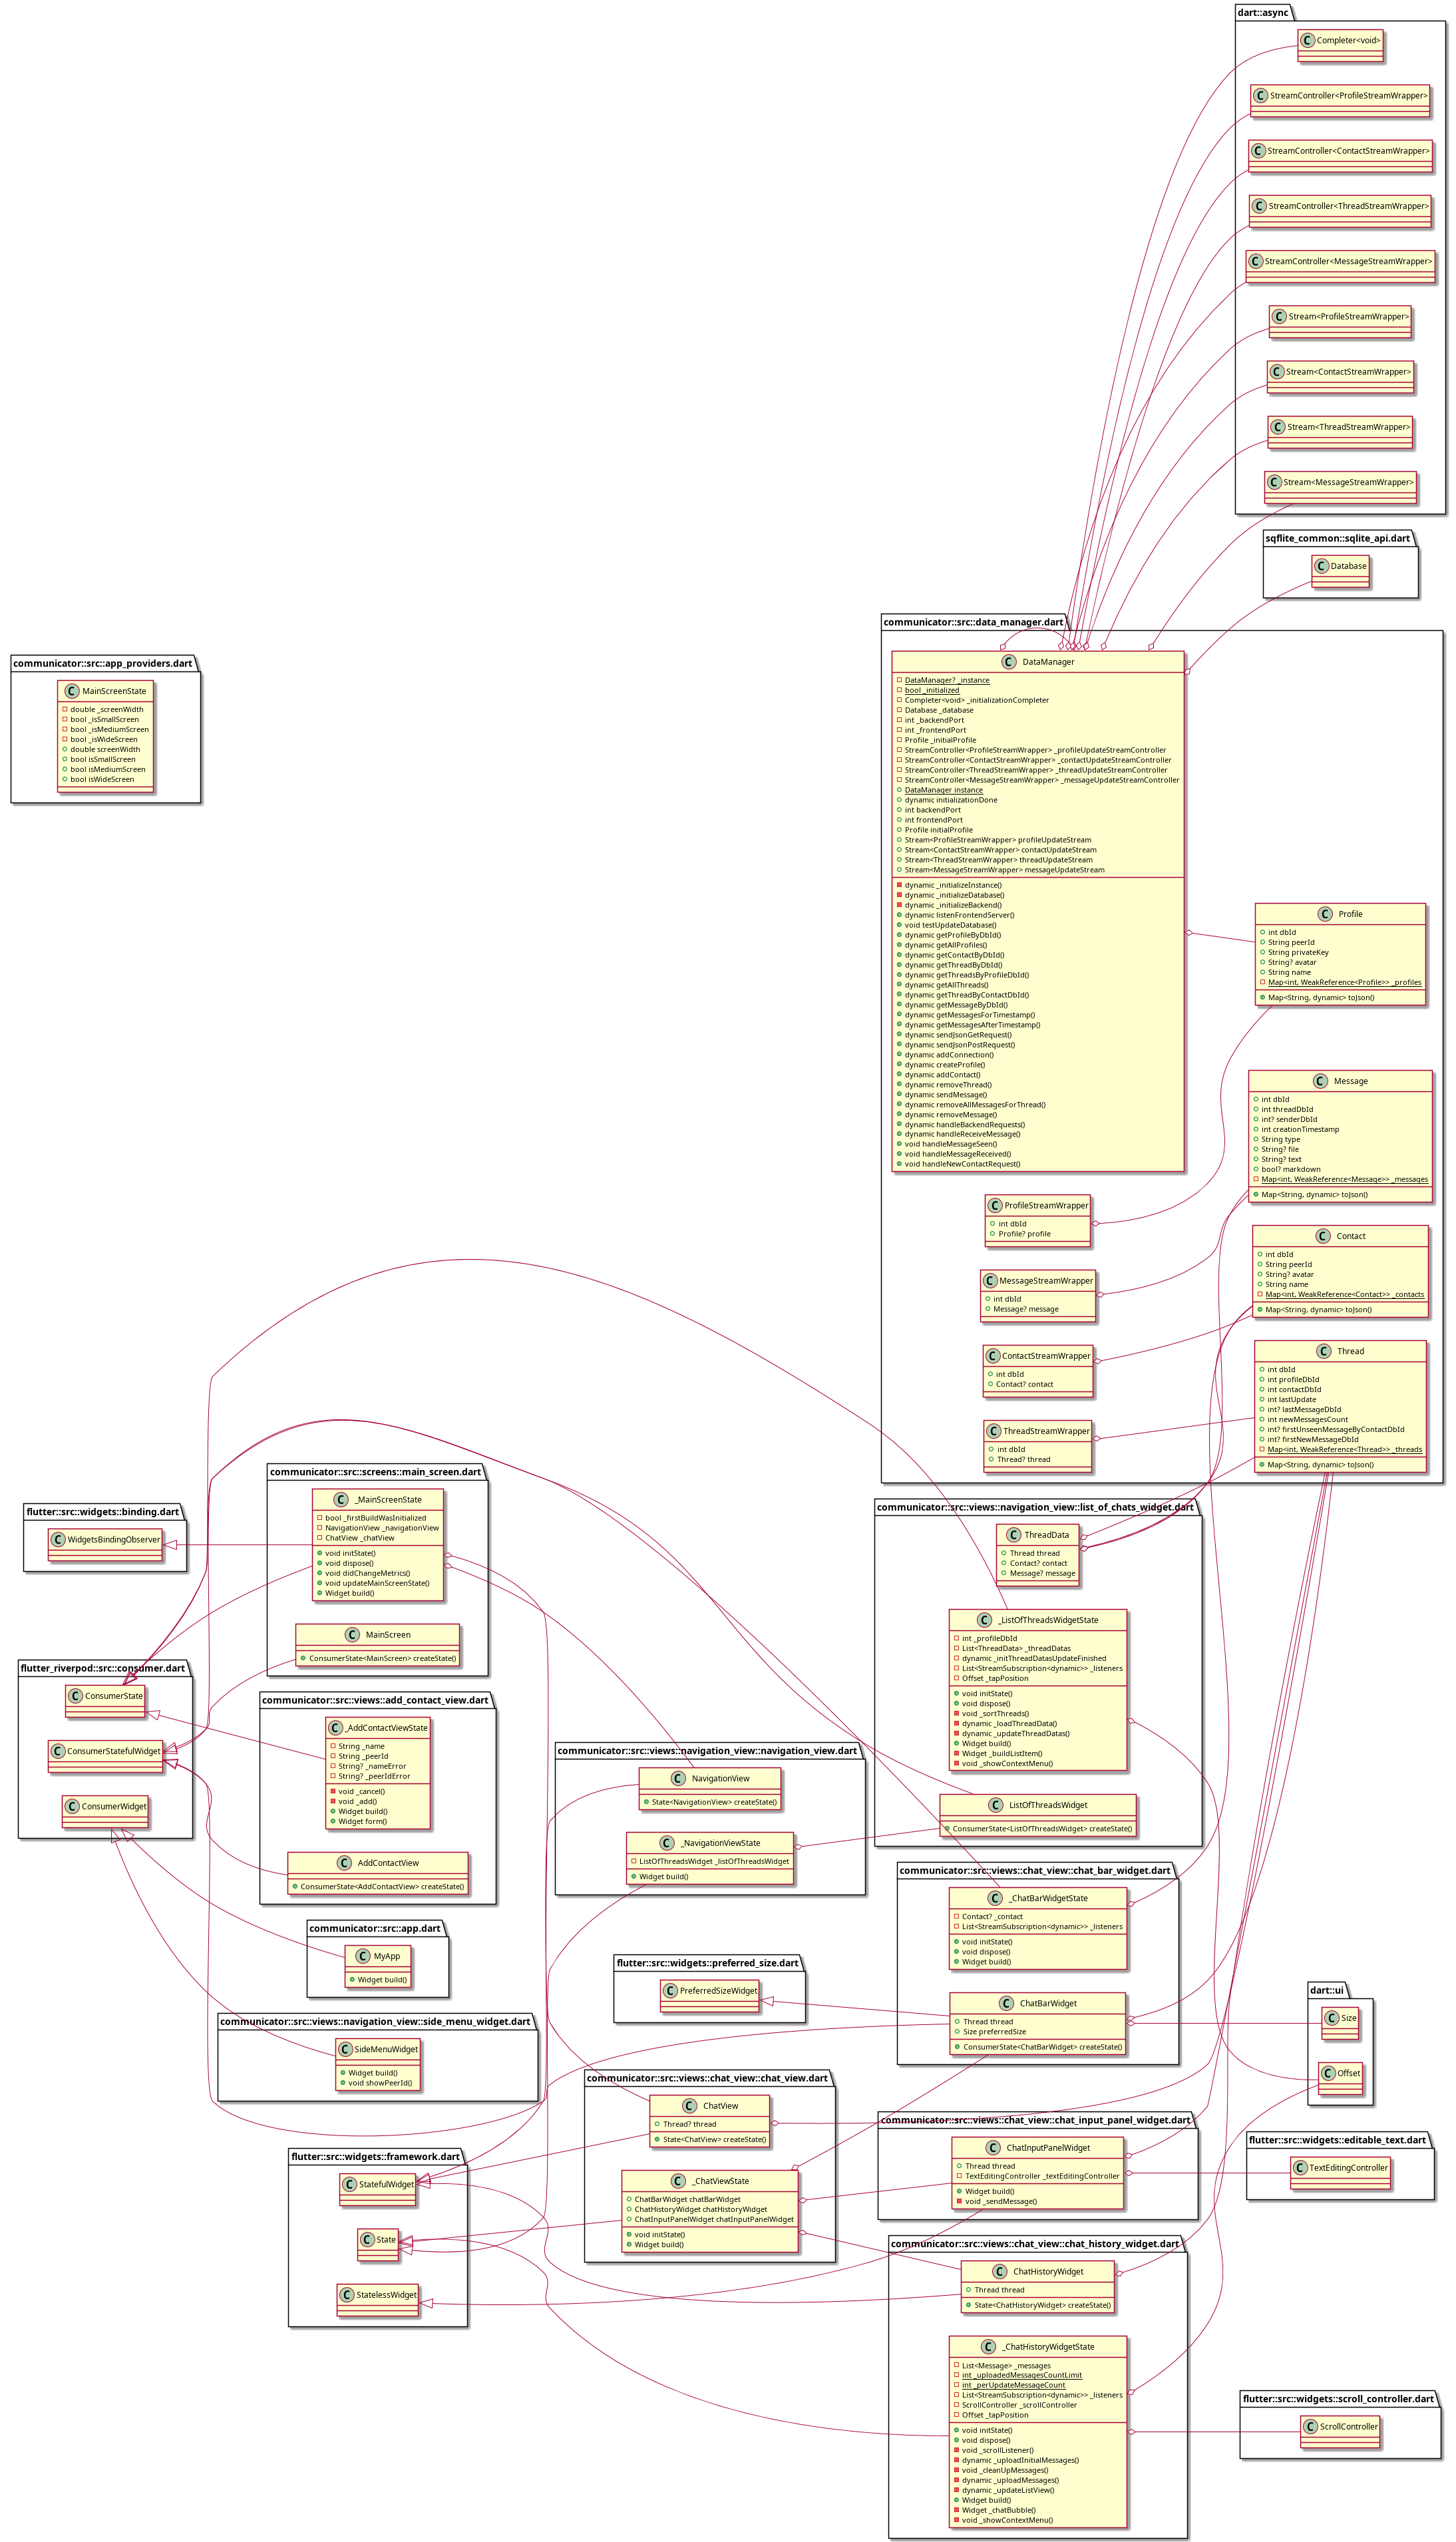 dart::async
C Completer<void>
C StreamController<ProfileStreamWrapper>
C StreamController<ContactStreamWrapper>
C StreamController<ThreadStreamWrapper>
C StreamController<MessageStreamWrapper>
C Stream<ProfileStreamWrapper>
C Stream<ContactStreamWrapper>
C Stream<ThreadStreamWrapper>
C Stream<MessageStreamWrapper>
sqflite_common::sqlite_api.dart
C Database
communicator::src::app_providers.dart
C MainScreenState
double _screenWidth
bool _isSmallScreen
bool _isMediumScreen
bool _isWideScreen
double screenWidth
bool isSmallScreen
bool isMediumScreen
bool isWideScreen
communicator::src::data_manager.dart
C DataManager
DataManager? _instance
bool _initialized
Completer<void> _initializationCompleter
Database _database
int _backendPort
int _frontendPort
Profile _initialProfile
StreamController<ProfileStreamWrapper> _profileUpdateStreamController
StreamController<ContactStreamWrapper> _contactUpdateStreamController
StreamController<ThreadStreamWrapper> _threadUpdateStreamController
StreamController<MessageStreamWrapper> _messageUpdateStreamController
DataManager instance
dynamic initializationDone
int backendPort
int frontendPort
Profile initialProfile
Stream<ProfileStreamWrapper> profileUpdateStream
Stream<ContactStreamWrapper> contactUpdateStream
Stream<ThreadStreamWrapper> threadUpdateStream
Stream<MessageStreamWrapper> messageUpdateStream
dynamic _initializeInstance()
dynamic _initializeDatabase()
dynamic _initializeBackend()
dynamic listenFrontendServer()
void testUpdateDatabase()
dynamic getProfileByDbId()
dynamic getAllProfiles()
dynamic getContactByDbId()
dynamic getThreadByDbId()
dynamic getThreadsByProfileDbId()
dynamic getAllThreads()
dynamic getThreadByContactDbId()
dynamic getMessageByDbId()
dynamic getMessagesForTimestamp()
dynamic getMessagesAfterTimestamp()
dynamic sendJsonGetRequest()
dynamic sendJsonPostRequest()
dynamic addConnection()
dynamic createProfile()
dynamic addContact()
dynamic removeThread()
dynamic sendMessage()
dynamic removeAllMessagesForThread()
dynamic removeMessage()
dynamic handleBackendRequests()
dynamic handleReceiveMessage()
void handleMessageSeen()
void handleMessageReceived()
void handleNewContactRequest()
C Profile
int dbId
String peerId
String privateKey
String? avatar
String name
Map<int, WeakReference<Profile>> _profiles
Map<String, dynamic> toJson()
C Message
int dbId
int threadDbId
int? senderDbId
int creationTimestamp
String type
String? file
String? text
bool? markdown
Map<int, WeakReference<Message>> _messages
Map<String, dynamic> toJson()
C ProfileStreamWrapper
int dbId
Profile? profile
C MessageStreamWrapper
int dbId
Message? message
C Contact
int dbId
String peerId
String? avatar
String name
Map<int, WeakReference<Contact>> _contacts
Map<String, dynamic> toJson()
C ContactStreamWrapper
int dbId
Contact? contact
C Thread
int dbId
int profileDbId
int contactDbId
int lastUpdate
int? lastMessageDbId
int newMessagesCount
int? firstUnseenMessageByContactDbId
int? firstNewMessageDbId
Map<int, WeakReference<Thread>> _threads
Map<String, dynamic> toJson()
C ThreadStreamWrapper
int dbId
Thread? thread
flutter::src::widgets::binding.dart
C WidgetsBindingObserver
communicator::src::screens::main_screen.dart
C _MainScreenState
bool _firstBuildWasInitialized
NavigationView _navigationView
ChatView _chatView
void initState()
void dispose()
void didChangeMetrics()
void updateMainScreenState()
Widget build()
C MainScreen
ConsumerState<MainScreen> createState()
flutter_riverpod::src::consumer.dart
C ConsumerState
C ConsumerStatefulWidget
C ConsumerWidget
communicator::src::views::add_contact_view.dart
C _AddContactViewState
String _name
String _peerId
String? _nameError
String? _peerIdError
void _cancel()
void _add()
Widget build()
Widget form()
C AddContactView
ConsumerState<AddContactView> createState()
communicator::src::app.dart
C MyApp
Widget build()
communicator::src::views::navigation_view::side_menu_widget.dart
C SideMenuWidget
Widget build()
void showPeerId()
communicator::src::views::navigation_view::navigation_view.dart
C NavigationView
State<NavigationView> createState()
C _NavigationViewState
ListOfThreadsWidget _listOfThreadsWidget
Widget build()
communicator::src::views::navigation_view::list_of_chats_widget.dart
C ThreadData
Thread thread
Contact? contact
Message? message
C _ListOfThreadsWidgetState
int _profileDbId
List<ThreadData> _threadDatas
dynamic _initThreadDatasUpdateFinished
List<StreamSubscription<dynamic>> _listeners
Offset _tapPosition
void initState()
void dispose()
void _sortThreads()
dynamic _loadThreadData()
dynamic _updateThreadDatas()
Widget build()
Widget _buildListItem()
void _showContextMenu()
C ListOfThreadsWidget
ConsumerState<ListOfThreadsWidget> createState()
communicator::src::views::chat_view::chat_bar_widget.dart
C _ChatBarWidgetState
Contact? _contact
List<StreamSubscription<dynamic>> _listeners
void initState()
void dispose()
Widget build()
C ChatBarWidget
Thread thread
Size preferredSize
ConsumerState<ChatBarWidget> createState()
flutter::src::widgets::preferred_size.dart
C PreferredSizeWidget
dart::ui
C Size
C Offset
communicator::src::views::chat_view::chat_view.dart
C ChatView
Thread? thread
State<ChatView> createState()
C _ChatViewState
ChatBarWidget chatBarWidget
ChatHistoryWidget chatHistoryWidget
ChatInputPanelWidget chatInputPanelWidget
void initState()
Widget build()
communicator::src::views::chat_view::chat_input_panel_widget.dart
C ChatInputPanelWidget
Thread thread
TextEditingController _textEditingController
Widget build()
void _sendMessage()
flutter::src::widgets::editable_text.dart
C TextEditingController
flutter::src::widgets::framework.dart
C StatefulWidget
C State
C StatelessWidget
communicator::src::views::chat_view::chat_history_widget.dart
C ChatHistoryWidget
Thread thread
State<ChatHistoryWidget> createState()
C _ChatHistoryWidgetState
List<Message> _messages
int _uploadedMessagesCountLimit
int _perUpdateMessageCount
List<StreamSubscription<dynamic>> _listeners
ScrollController _scrollController
Offset _tapPosition
void initState()
void dispose()
void _scrollListener()
dynamic _uploadInitialMessages()
void _cleanUpMessages()
dynamic _uploadMessages()
dynamic _updateListView()
Widget build()
Widget _chatBubble()
void _showContextMenu()
flutter::src::widgets::scroll_controller.dart
C ScrollController